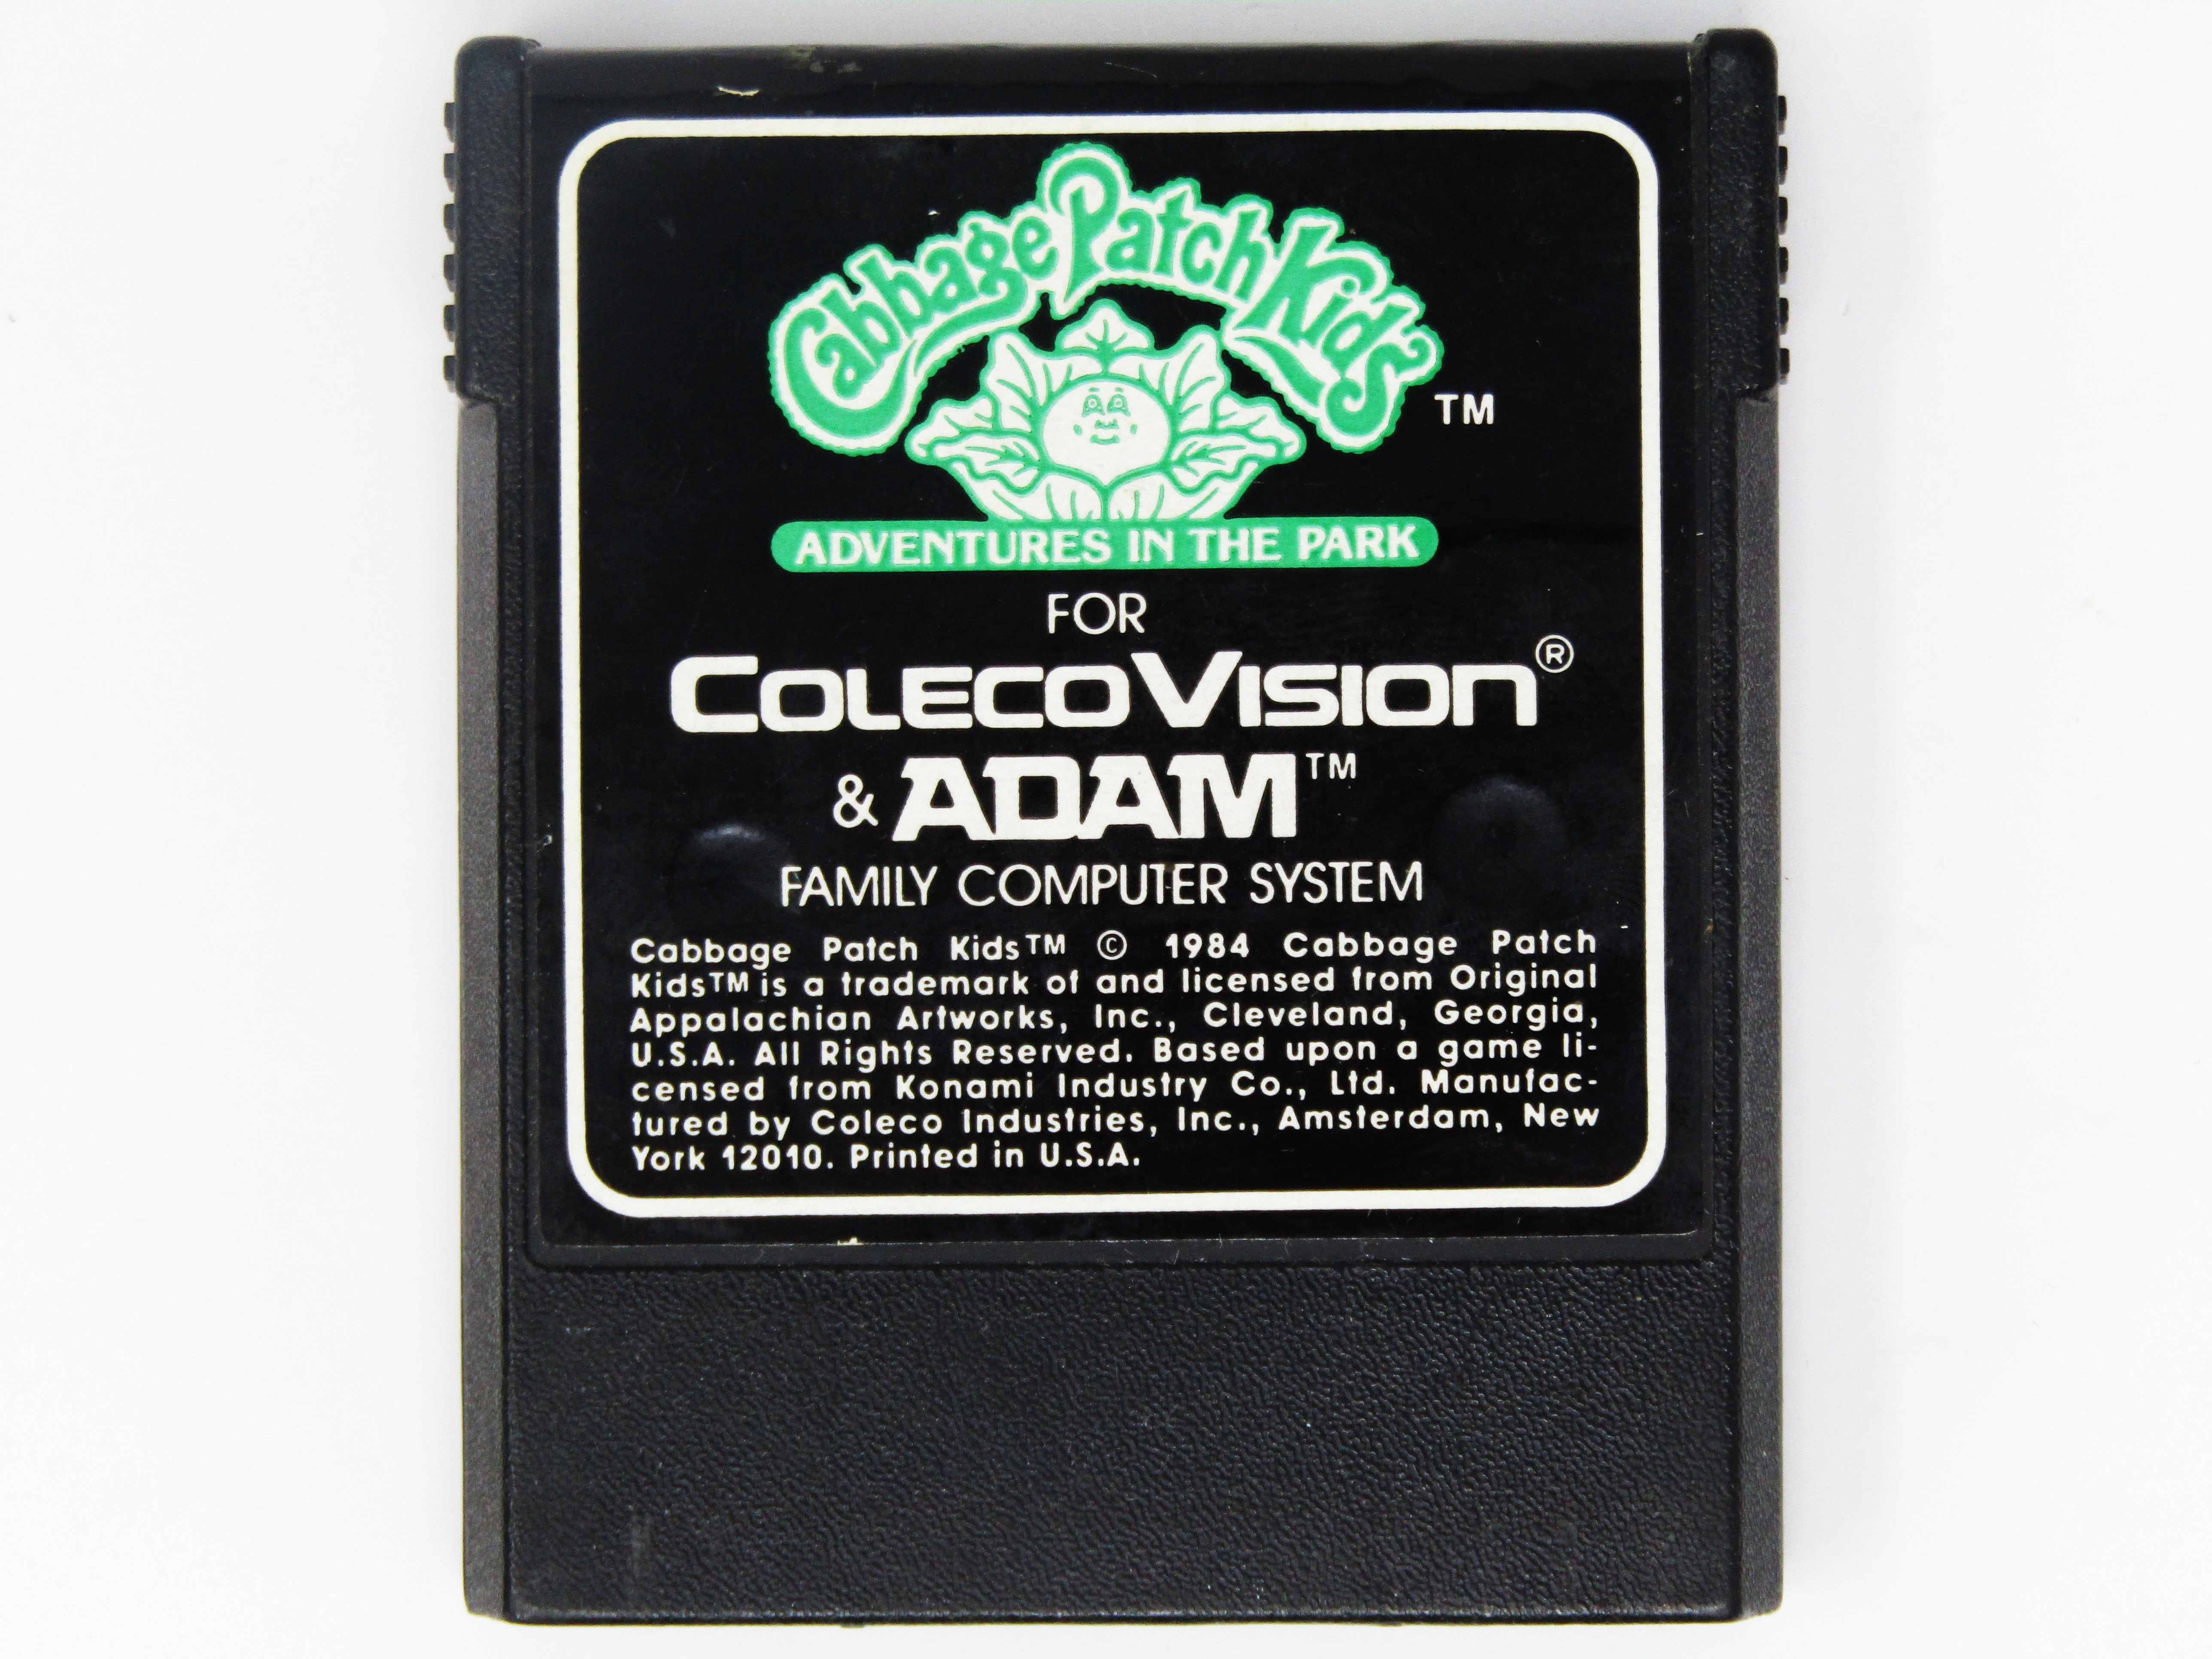 Cabbage Patch Kids™
ADVENTURES IN THE PARK
FOR
COLECOVISION®
& ADAM™
FAMILY COMPUTER SYSTEM
Cabbage Patch Kids™ © 1984 Cabbage Patch
Kids™ is a trademark of and licensed from Original
Appalachian Artworks, Inc., Cleveland, Georgia,
U.S.A. All Rights Reserved. Based upon a game li-
censed from Konami Industry Co., Ltd. Manufac-
tured by Coleco Industries, Inc., Amsterdam, New
York 12010. Printed in U.S.A.